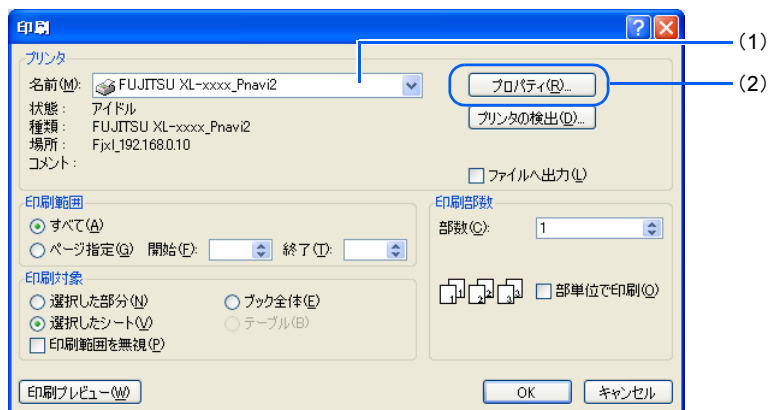 印刷
(1)
プリンタ
名前(M): FUJITSU XL-xxxx_Pnavi2 プロパティ(R)...
(2)
状態: アイドル
プリンタの検出(D)...
種類: FUJITSU XL-xxxx_Pnavi2
場所: Fjxl_192.168.0.10
コメント:
ファイルへ出力(L)
印刷範囲
すべて(A)
ページ指定(G) 開始(F): 終了(T):
印刷部数
部数(C): 1
1 1 2 2 3 3 部単位で印刷(O)
印刷対象
選択した部分(N) ブック全体(E)
選択したシート(V) テーブル(B)
印刷範囲を無視(P)
印刷プレビュー(W) OK キャンセル